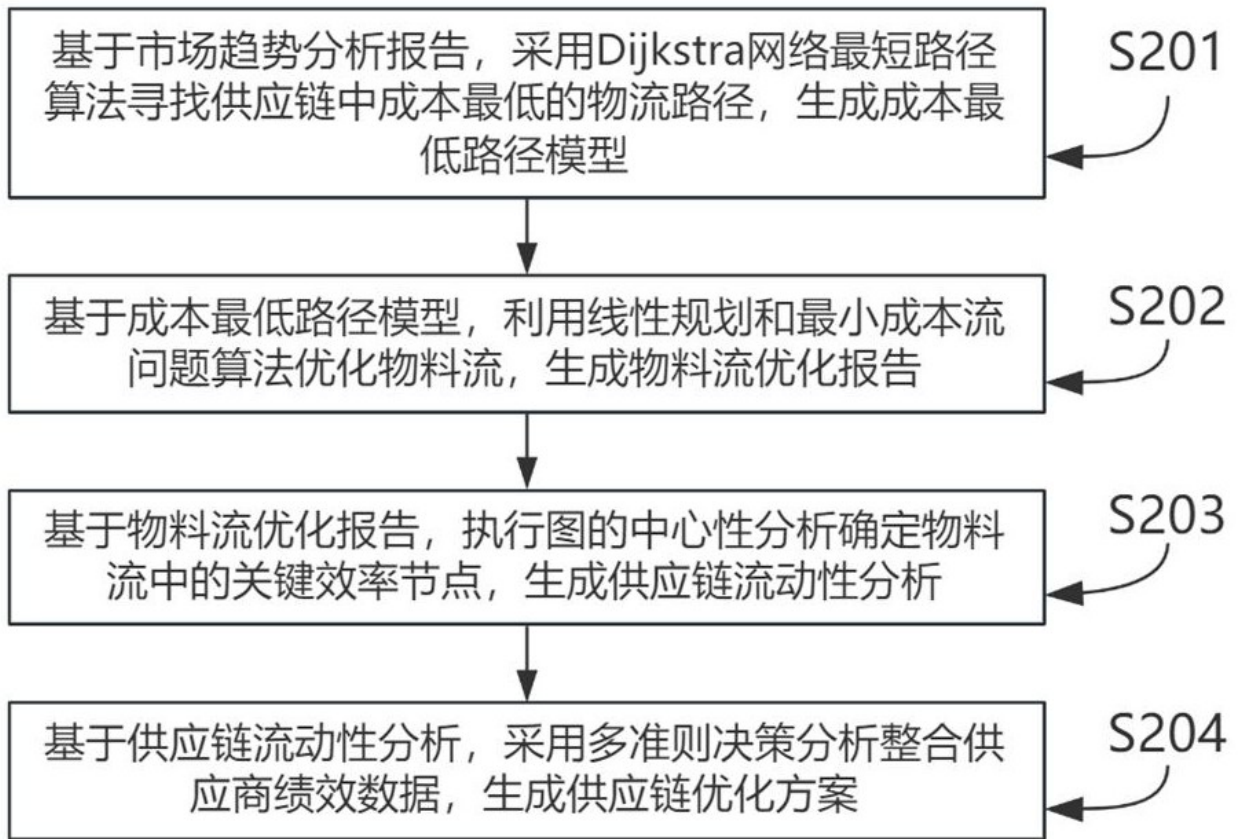 基于市场趋势分析报告，采用Dijkstra网络最短路径
算法寻找供应链中成本最低的物流路径，生成成本最
低路径模型
S201
基于成本最低路径模型，利用线性规划和最小成本流
问题算法优化物料流，生成物料流优化报告
S202
基于物料流优化报告，执行图的中心性分析确定物料
流中的关键效率节点，生成供应链流动性分析
S203
基于供应链流动性分析，采用多准则决策分析整合供
应商绩效数据，生成供应链优化方案
S204